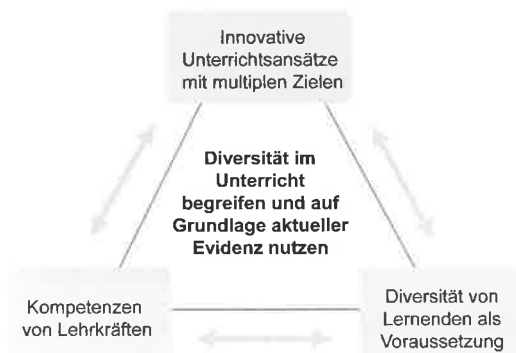 Innovative
Unterrichtsansätze
mit multiplen Zielen
Diversität im
Unterricht
begreifen und auf
Grundlage aktueller
Evidenz nutzen
Kompetenzen
von Lehrkräften
Diversität von
Lernenden als
Voraussetzung